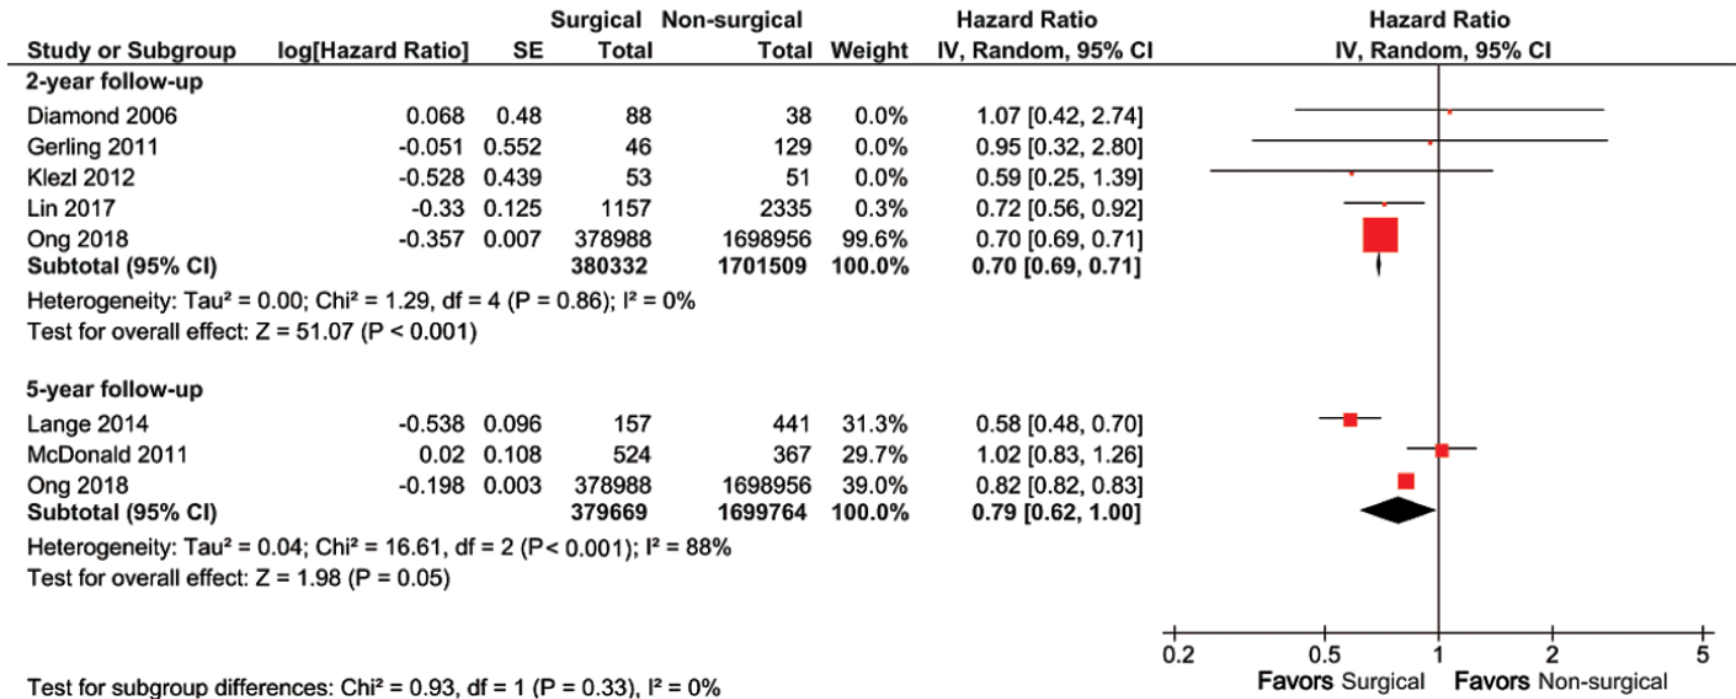 Surgical Non-surgical Hazard Ratio Hazard Ratio
Study or Subgroup log[Hazard Ratio] SE Total Total Weight IV, Random, 95% CI IV, Random, 95% CI
2-year follow-up
Diamond 2006 0.068 0.48 88 38 0.0% 1.07 [0.42, 2.74]
Gerling 2011 -0.051 0.552 46 129 0.0% 0.95 [0.32, 2.80]
Klezl 2012 -0.528 0.439 53 51 0.0% 0.59 [0.25, 1.39]
Lin 2017 -0.33 0.125 1157 2335 0.3% 0.72 [0.56, 0.92]
Ong 2018 -0.357 0.007 378988 1698956 99.6% 0.70 [0.69, 0.71]
Subtotal (95% CI) 380332 1701509 100.0% 0.70 [0.69, 0.71]
Heterogeneity: Tau² = 0.00; Chi² = 1.29, df = 4 (P = 0.86); I² = 0%
Test for overall effect: Z = 51.07 (P < 0.001)
5-year follow-up
Lange 2014 -0.538 0.096 157 441 31.3% 0.58 [0.48, 0.70]
McDonald 2011 0.02 0.108 524 367 29.7% 1.02 [0.83, 1.26]
Ong 2018 -0.198 0.003 378988 1698956 39.0% 0.82 [0.82, 0.83]
Subtotal (95% CI) 379669 1699764 100.0% 0.79 [0.62, 1.00]
Heterogeneity: Tau² = 0.04; Chi² = 16.61, df = 2 (P< 0.001); I² = 88%
Test for overall effect: Z = 1.98 (P = 0.05)
0.2 0.5 1 2 5
Favors Surgical Favors Non-surgical
Test for subgroup differences: Chi² = 0.93, df = 1 (P = 0.33), I² = 0%